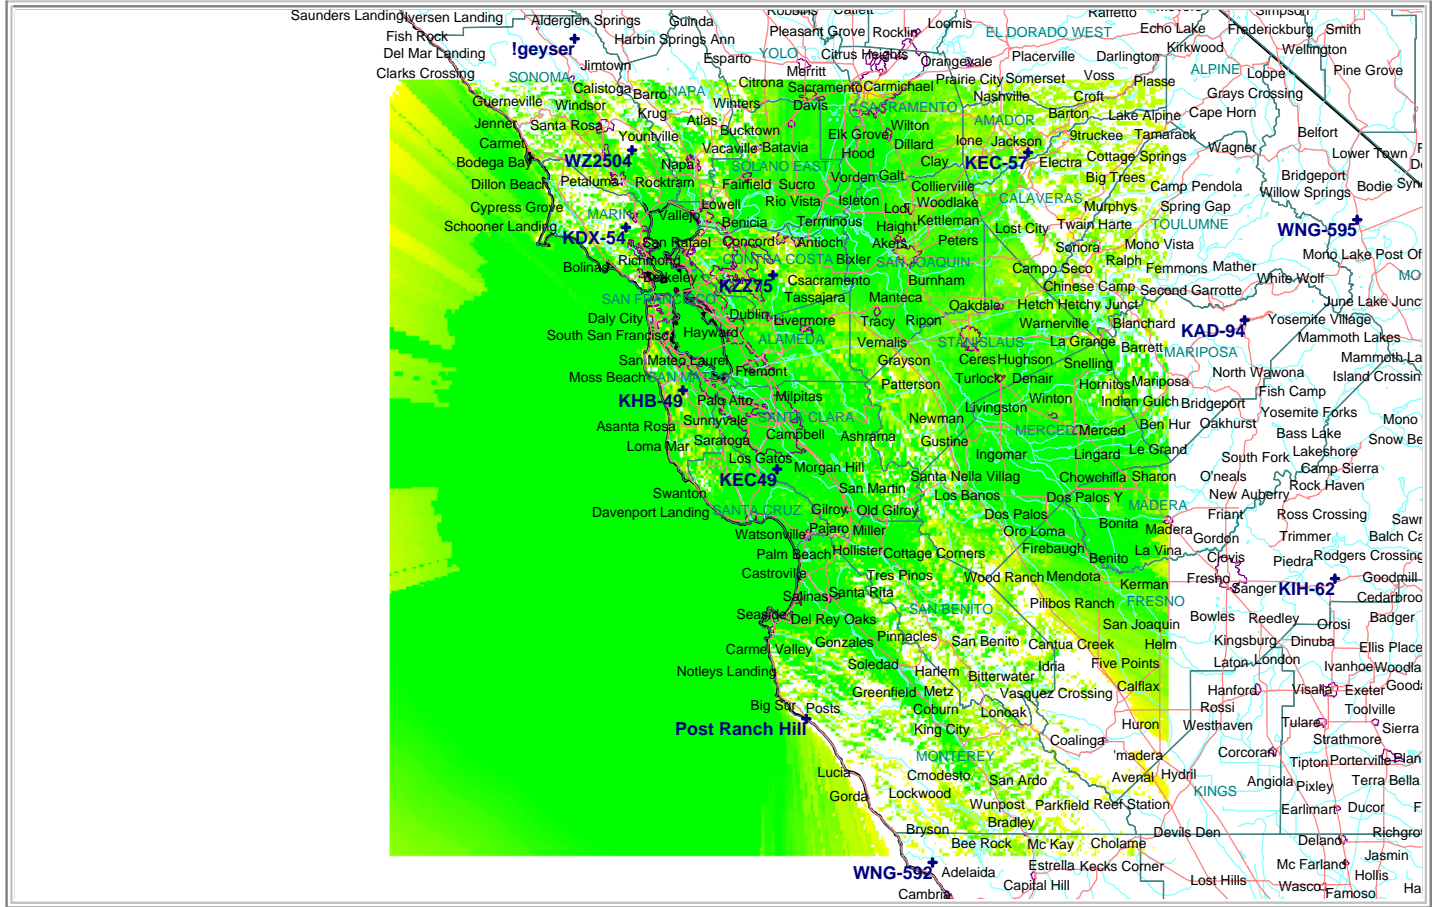 Saunders Landing
Iversen Landing
Fish Rock
Del Mar Landing
Clarks Crossing
Alderglen Springs
!geyser
Jimtown
SONOMA
Guinda
Harbin Springs Ann
Esparto
Robbins
Catlett
Pleasant Grove
Rocklin
Loomis
YOLO
Citrus Heights
Merritt
Orangevale
EL DORADO WEST
Raffetto
Echo Lake
Placerville
Darlington
Kirkwood
Simpson
Frederickburg
Smith
Wellington
ALPINE
Loppe
Pine Grove
Guerneville
Calistoga
Windsor
Barro
NAPA
Krug
Winters
Citrona
Sacramento
Carmichael
Davis
SACRAMENTO
Prairie City
Somerset
Voss
Plasse
Nashville
Croft
Grays Crossing
Cape Horn
Jenner
Santa Rosa
Carmet
Yountville
Atlas
Bucktown
Elk Grove
Wilton
AMADOR
Barton
Lake Alpine
Belfort
Bodega Bay
WZ2504
Napa
Vacaville
Batavia
Hood
Dillard
Ione
Jackson
9truckee
Tamarack
Wagner
Lower Town
Clay
KEC-57
Electra
Cottage Springs
Dillon Beach
Petaluma
Rocktram
SOLANO EAST
Fairfield
Sucro
Vorden
Galt
Collierville
Big Trees
Camp Pendola
Bridgeport
Willow Springs
Bodie
Cypress Grove
MARIN
Lowell
Vallejo
Benicia
Rio Vista
Isleton
Lodi
Woodlake
CALAVERAS
Murphys
Spring Gap
Schooner Landing
KDX-54
Terminous
Haight
Kettleman
Lost City
Twain Harte
TOULUMNE
WNG-595
San Rafael
Concord
Antioch
Akers
Peters
Sonora
Mono Vista
Bolinas
Richmond
CONTRA COSTA
Bixler
SAN JOAQUIN
Campo Seco
Ralph
Femmons
Mather
Mono Lake
Post Of
Berkeley
KZZ75
Csacramento
Burnham
Chinese Camp
Second Garrotte
White Wolf
MO
SAN FRANCISCO
Tassajara
Manteca
Oakdale
Hetch Hetchy Junct
June Lake Junct
Daly City
Dublin
Livermore
Tracy
Ripon
Warnerville
Blanchard
KAD-94
Yosemite Village
South San Francisc
Hayward
ALAMEDA
Vernalis
STANISLAUS
La Grange
Barrett
MARIPOSA
Mammoth Lakes
San Mateo
Laurel
Grayson
Ceres
Hughson
Snelling
Mammoth La
Moss Beach
SAN MATEO
Fremont
Patterson
Turlock
Denair
Hornitos
Mariposa
North Wawona
Island Crossin
KHB-49
Palo Alto
Milpitas
Livingston
Winton
Indian Gulch
Bridgeport
Fish Camp
Asanta Rosa
Sunnyvale
SANTA CLARA
Newman
MERCED
Merced
Ben Hur
Oakhurst
Yosemite Forks
Mono
Loma Mar
Saratoga
Campbell
Ashrama
Gustine
Bass Lake
Snow Be
Los Gatos
Ingomar
Lingard
Le Grand
South Fork
Lakeshore
KEC49
Morgan Hill
Santa Nella Villag
Chowchilla
Sharon
O'neals
Camp Sierra
Swanton
San Martin
Los Banos
Dos Palos Y
New Auberry
Rock Haven
Davenport Landing
SANTA CRUZ
Gilroy
Old Gilroy
Dos Palos
MADERA
Friant
Ross Crossing
Sawn
Watsonville
Pajaro
Miller
Oro Loma
Bonita
Madera
Gordon
Trimmer
Balch Ca
Palm Beach
Hollister
Cottage Corners
Firebaugh
Benito
La Vina
Clovis
Piedra
Rodgers Crossing
Castroville
Tres Pinos
Wood Ranch
Mendota
Kerman
Fresno
Sanger
KIH-62
Goodmill
Salinas
Santa Rita
SAN BENITO
Pilibos Ranch
FRESNO
Cedarbroo
Seaside
Del Rey Oaks
San Joaquin
Bowles
Reedley
Orosi
Badger
Carmel Valley
Gonzales
Pinnacles
San Benito
Cantua Creek
Helm
Kingsburg
Dinuba
Ellis Place
Notleys Landing
Soledad
Harlem
Bitterwater
Idria
Five Points
Laton
London
Ivanhoe
Woodla
Greenfield
Metz
Vasquez Crossing
Calflax
Hanford
Visalia
Exeter
Gooda
Big Sur
Posts
Coburn
Lonoak
Rossi
Toolville
Post Ranch Hill
King City
Huron
Westhaven
Tulare
Sierra
MONTEREY
Coalinga
'madera
Corcoran
Strathmore
Lucia
Cmodesto
San Ardo
Avenal
Hydril
Tipton
Porterville
Plan
Gorda
Lockwood
KINGS
Angiola
Pixley
Terra Bella
Wunpost
Parkfield
Reef Station
Earlimart
Ducor
F
Bryson
Bradley
Devils Den
Richgro
Bee Rock
Mc Kay
Cholame
Deland
Jasmin
WNG-592
Adelaida
Estrella
Kecks Corner
Mc Farland
Hollis
Cambria
Capital Hill
Lost Hills
Wasco
Famoso
Ha